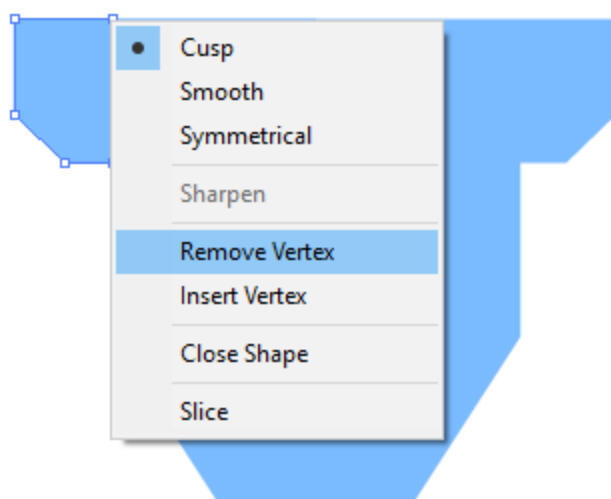 Cusp
Smooth
Symmetrical
Sharpen
Remove Vertex
Insert Vertex
Close Shape
Slice